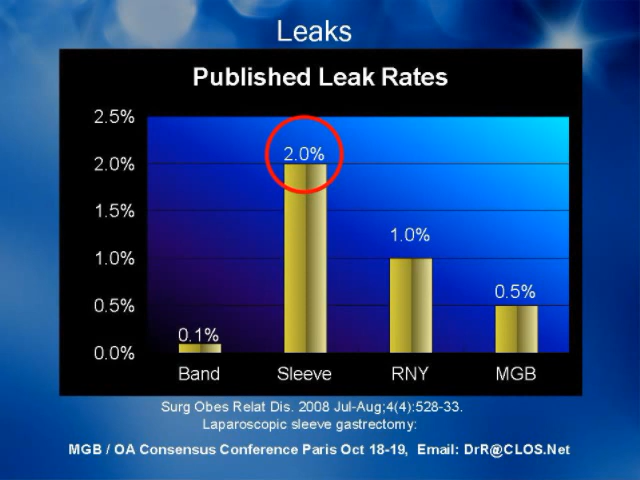 Leaks
Published Leak Rates
2.5%
2.0%
2.0%
1.5%
1.0%
1.0%
0.5%
0.5%
0.1%
0.0%
Band Sleeve RNY MGB
Surg Obes Relat Dis. 2008 Jul-Aug;4(4):528-33.
Laparoscopic sleeve gastrectomy:
MGB / OA Consensus Conference Paris Oct 18-19, Email: DrR@CLOS.Net